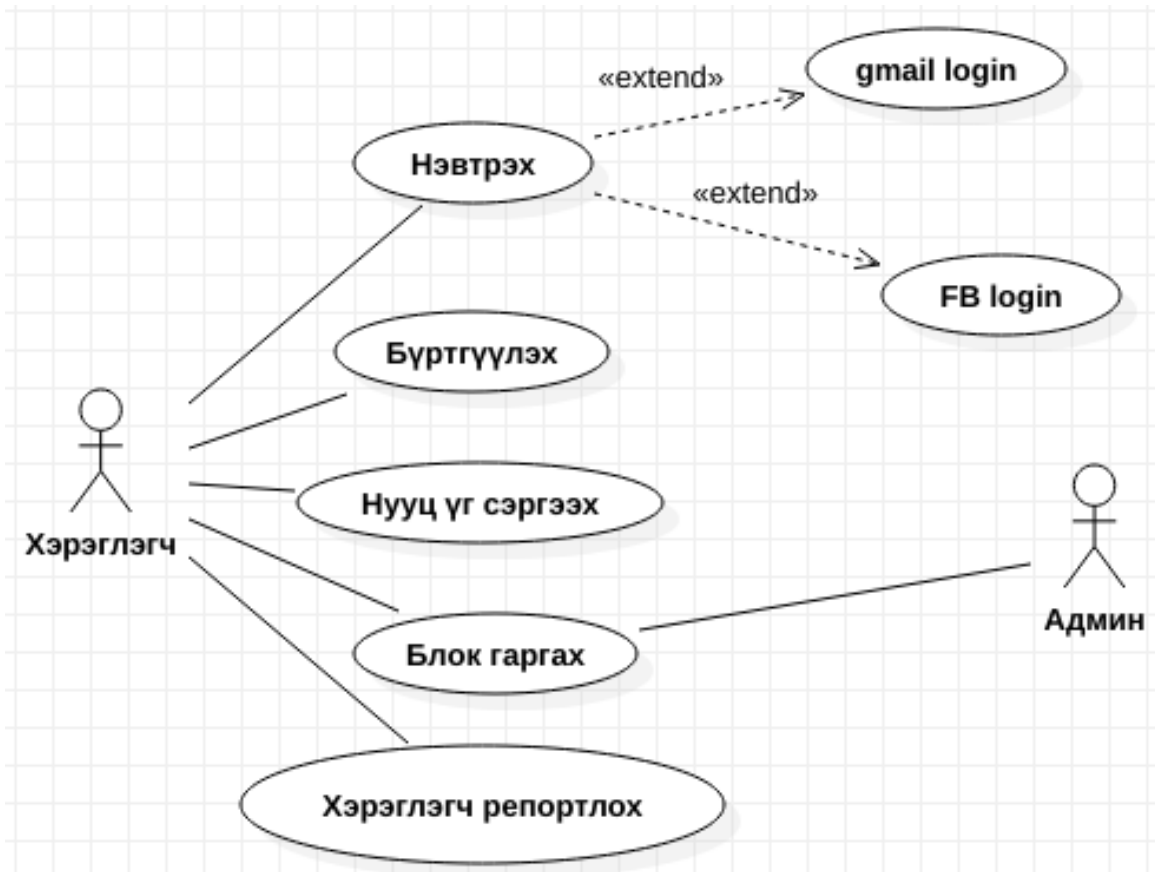 «extend»
gmail login
Нэвтрэх
«extend»
FB login
Бүртгүүлэх
Нууц үг сэргээх
Хэрэглэгч
Блок гаргах
Админ
Хэрэглэгч репортлох